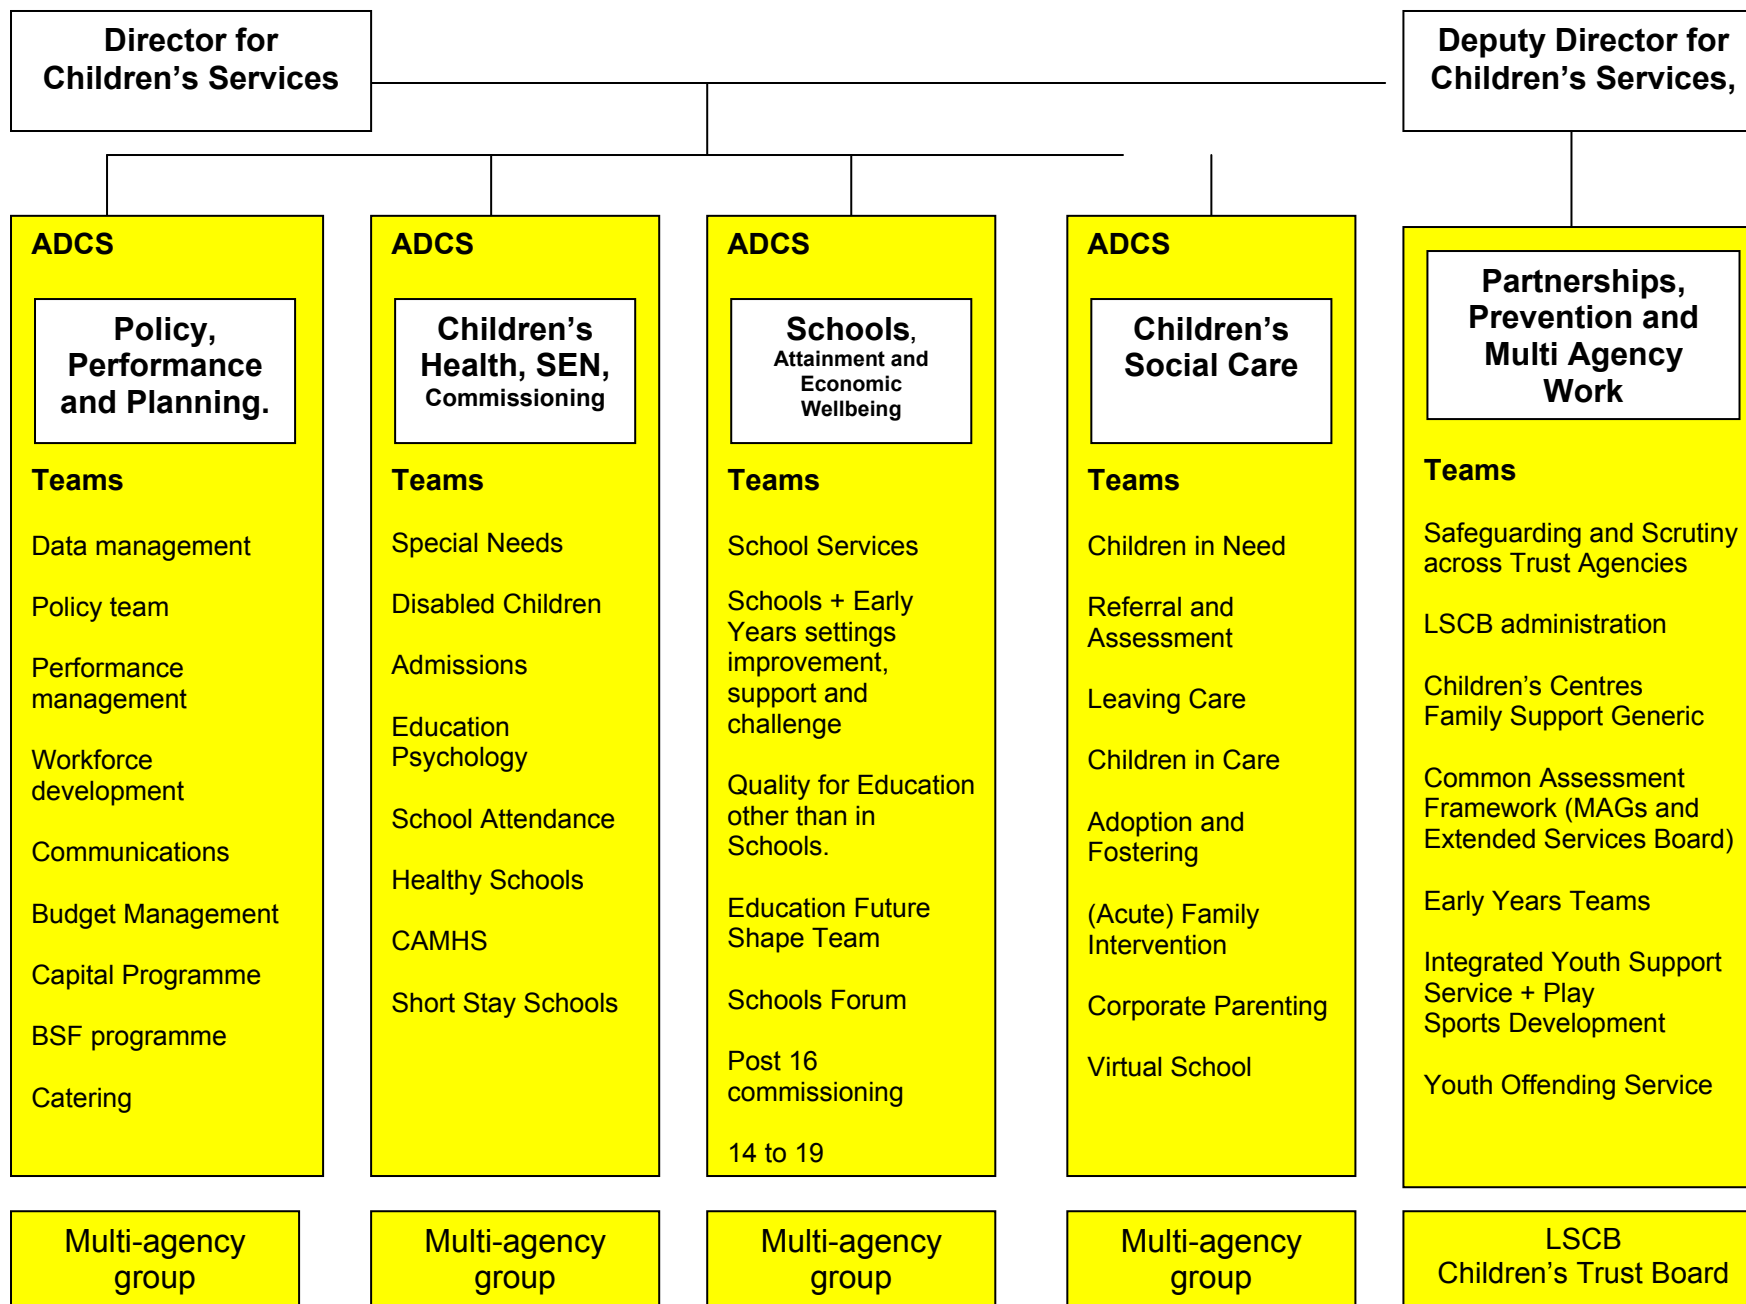 Director for
Children's Services
Deputy Director for
Children's Services,
ADCS
Policy,
Performance
and Planning.
Teams
Data management
Policy team
Performance
management
Workforce
development
Communications
Budget Management
Capital Programme
BSF programme
Catering
Multi-agency
group
ADCS
Children's
Health, SEN,
Commissioning
Teams
Special Needs
Disabled Children
Admissions
Education
Psychology
School Attendance
Healthy Schools
CAMHS
Short Stay Schools
Multi-agency
group
ADCS
Schools,
Attainment and
Economic
Wellbeing
Teams
School Services
Schools + Early
Years settings
improvement,
support and
challenge
Quality for Education
other than in
Schools.
Education Future
Shape Team
Schools Forum
Post 16
commissioning
14 to 19
Multi-agency
group
ADCS
Children's
Social Care
Teams
Children in Need
Referral and
Assessment
Leaving Care
Children in Care
Adoption and
Fostering
(Acute) Family
Intervention
Corporate Parenting
Virtual School
Multi-agency
group
Partnerships,
Prevention and
Multi Agency
Work
Teams
Safeguarding and Scrutiny
across Trust Agencies
LSCB administration
Children's Centres
Family Support Generic
Common Assessment
Framework (MAGs and
Extended Services Board)
Early Years Teams
Integrated Youth Support
Service + Play
Sports Development
Youth Offending Service
LSCB
Children's Trust Board